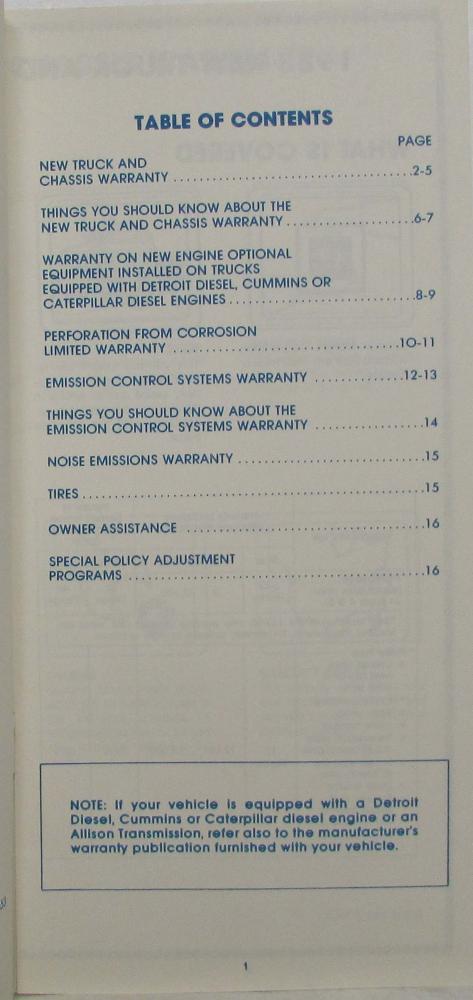 TABLE OF CONTENTS
PAGE
NEW TRUCK AND
CHASSIS WARRANTY ....................................2-5
THINGS YOU SHOULD KNOW ABOUT THE
NEW TRUCK AND CHASSIS WARRANTY ...................6-7
WARRANTY ON NEW ENGINE OPTIONAL
EQUIPMENT INSTALLED ON TRUCKS
EQUIPPED WITH DETROIT DIESEL, CUMMINS OR
CATERPILLAR DIESEL ENGINES ............................8-9
PERFORATION FROM CORROSION
LIMITED WARRANTY ..................................10-11
EMISSION CONTROL SYSTEMS WARRANTY .............12-13
THINGS YOU SHOULD KNOW ABOUT THE
EMISSION CONTROL SYSTEMS WARRANTY ................14
NOISE EMISSIONS WARRANTY ............................15
TIRES ....................................................15
OWNER ASSISTANCE ....................................16
SPECIAL POLICY ADJUSTMENT
PROGRAMS .............................................16
NOTE: If your vehicle is equipped with a Detroit
Diesel, Cummins or Caterpillar diesel engine or an
Allison Transmission, refer also to the manufacturer's
warranty publication furnished with your vehicle.
1